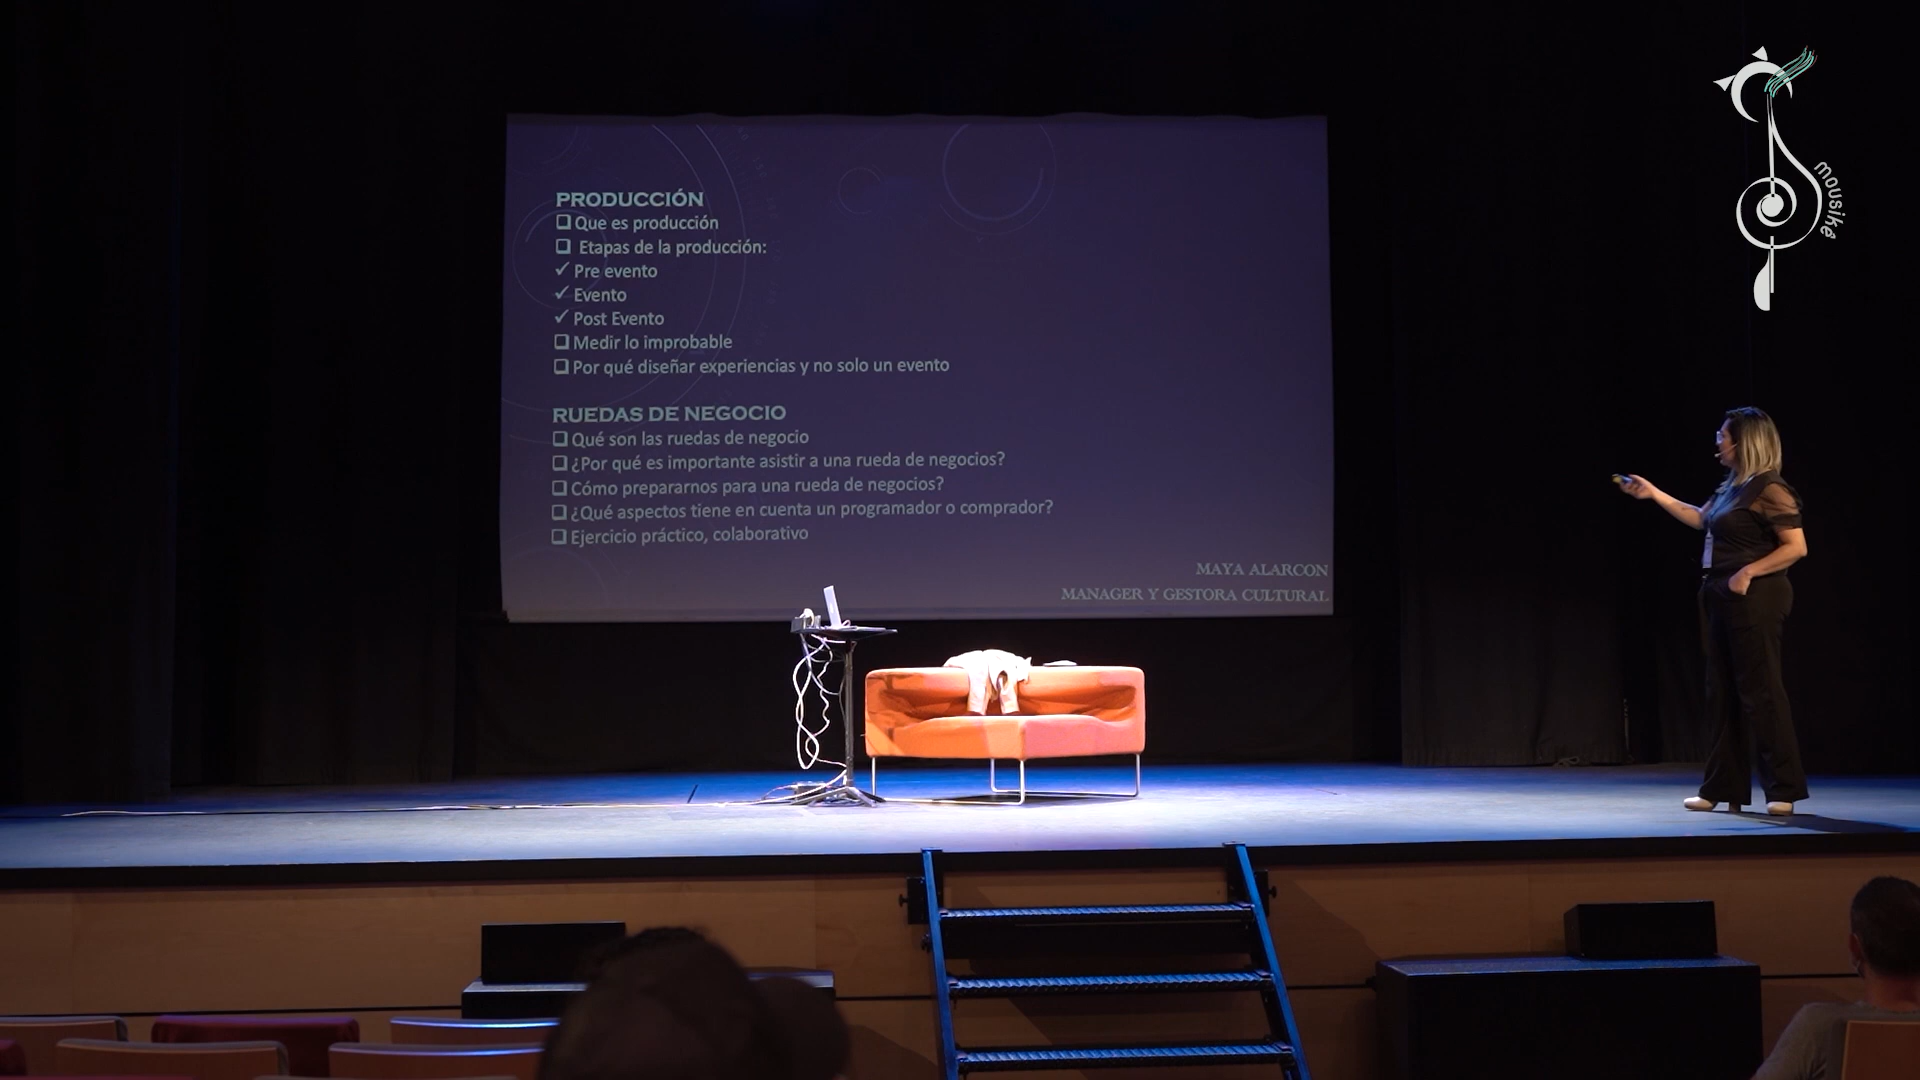 PRODUCCIÓN
❑ Que es producción
❑ Etapas de la producción:
✓ Pre evento
✓ Evento
✓ Post Evento
❑ Medir lo improbable
❑ Por qué diseñar experiencias y no solo un evento
RUEDAS DE NEGOCIO
❑ Qué son las ruedas de negocio
❑ ¿Por qué es importante asistir a una rueda de negocios?
❑ Cómo prepararnos para una rueda de negocios?
❑ ¿Qué aspectos tiene en cuenta un programador o comprador?
❑ Ejercicio práctico, colaborativo
MAYA ALARCON
MANAGER Y GESTORA CULTURAL
mousikê